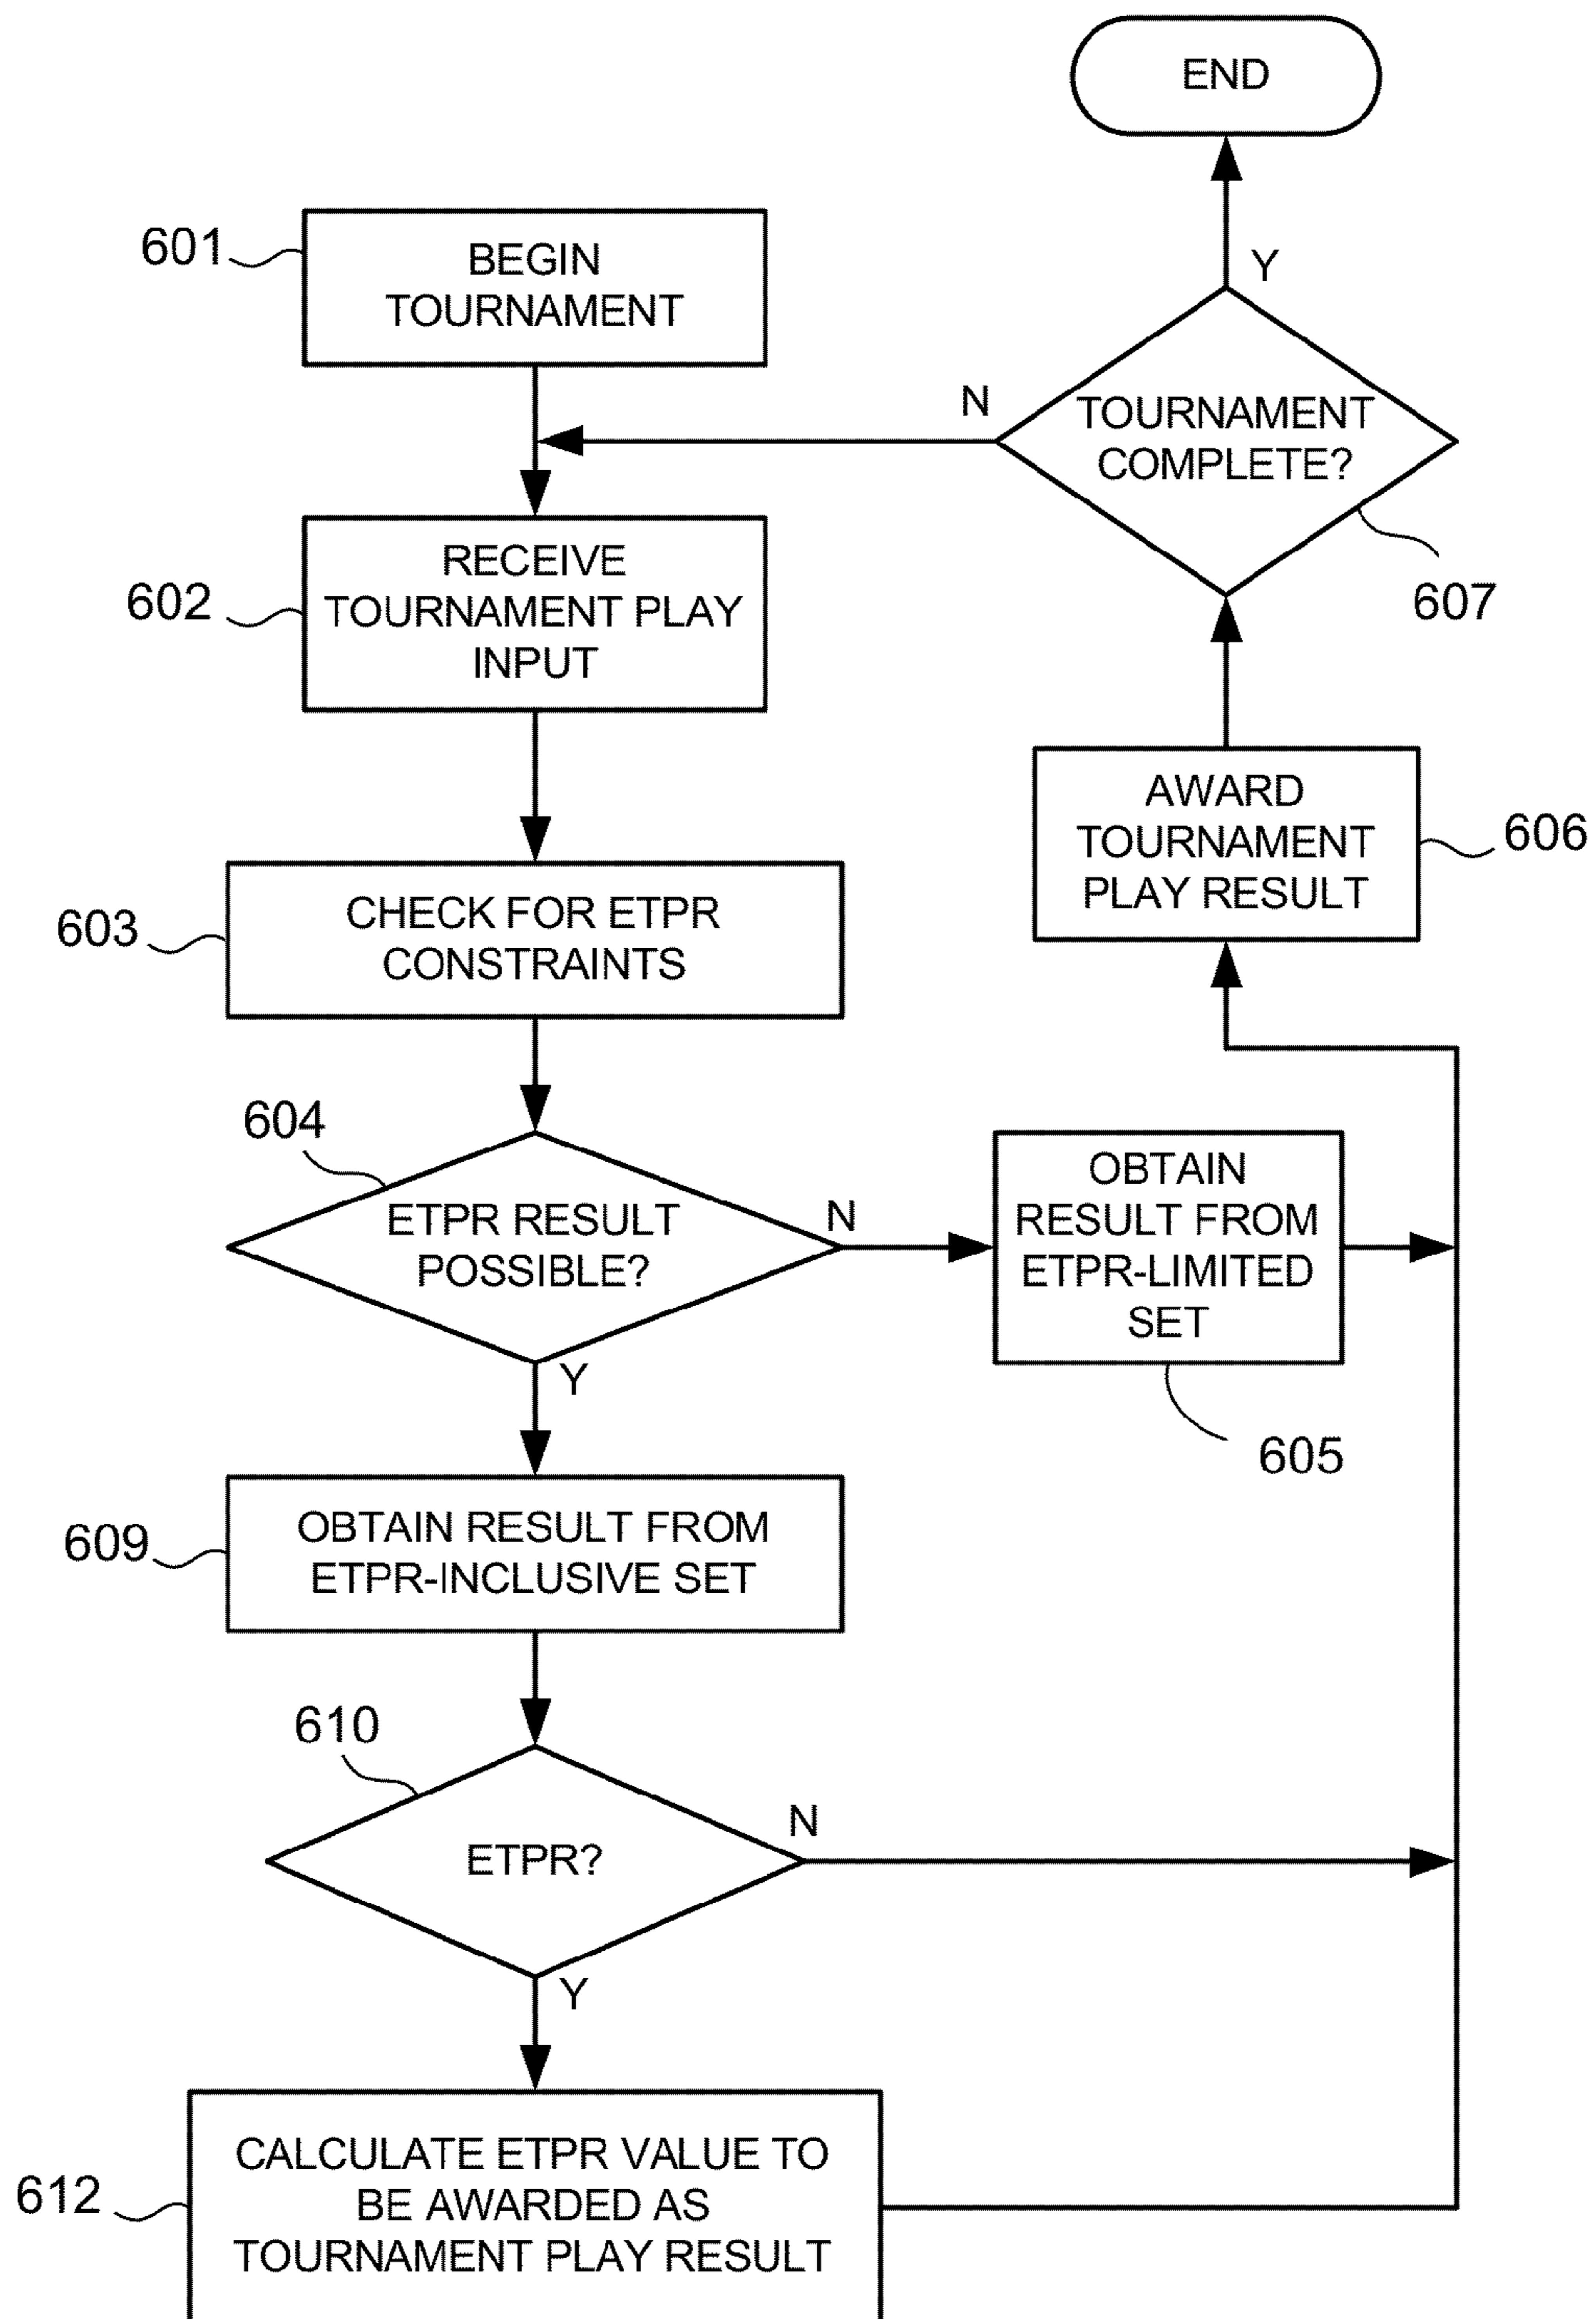 END
601
BEGIN
TOURNAMENT
Y
N
TOURNAMENT
COMPLETE?
607
602
RECEIVE
TOURNAMENT PLAY
INPUT
AWARD
TOURNAMENT
PLAY RESULT
606
603
CHECK FOR ETPR
CONSTRAINTS
604
ETPR RESULT
POSSIBLE?
N
Y
OBTAIN
RESULT FROM
ETPR-LIMITED
SET
605
609
OBTAIN RESULT FROM
ETPR-INCLUSIVE SET
610
ETPR?
N
Y
612
CALCULATE ETPR VALUE TO
BE AWARDED AS
TOURNAMENT PLAY RESULT